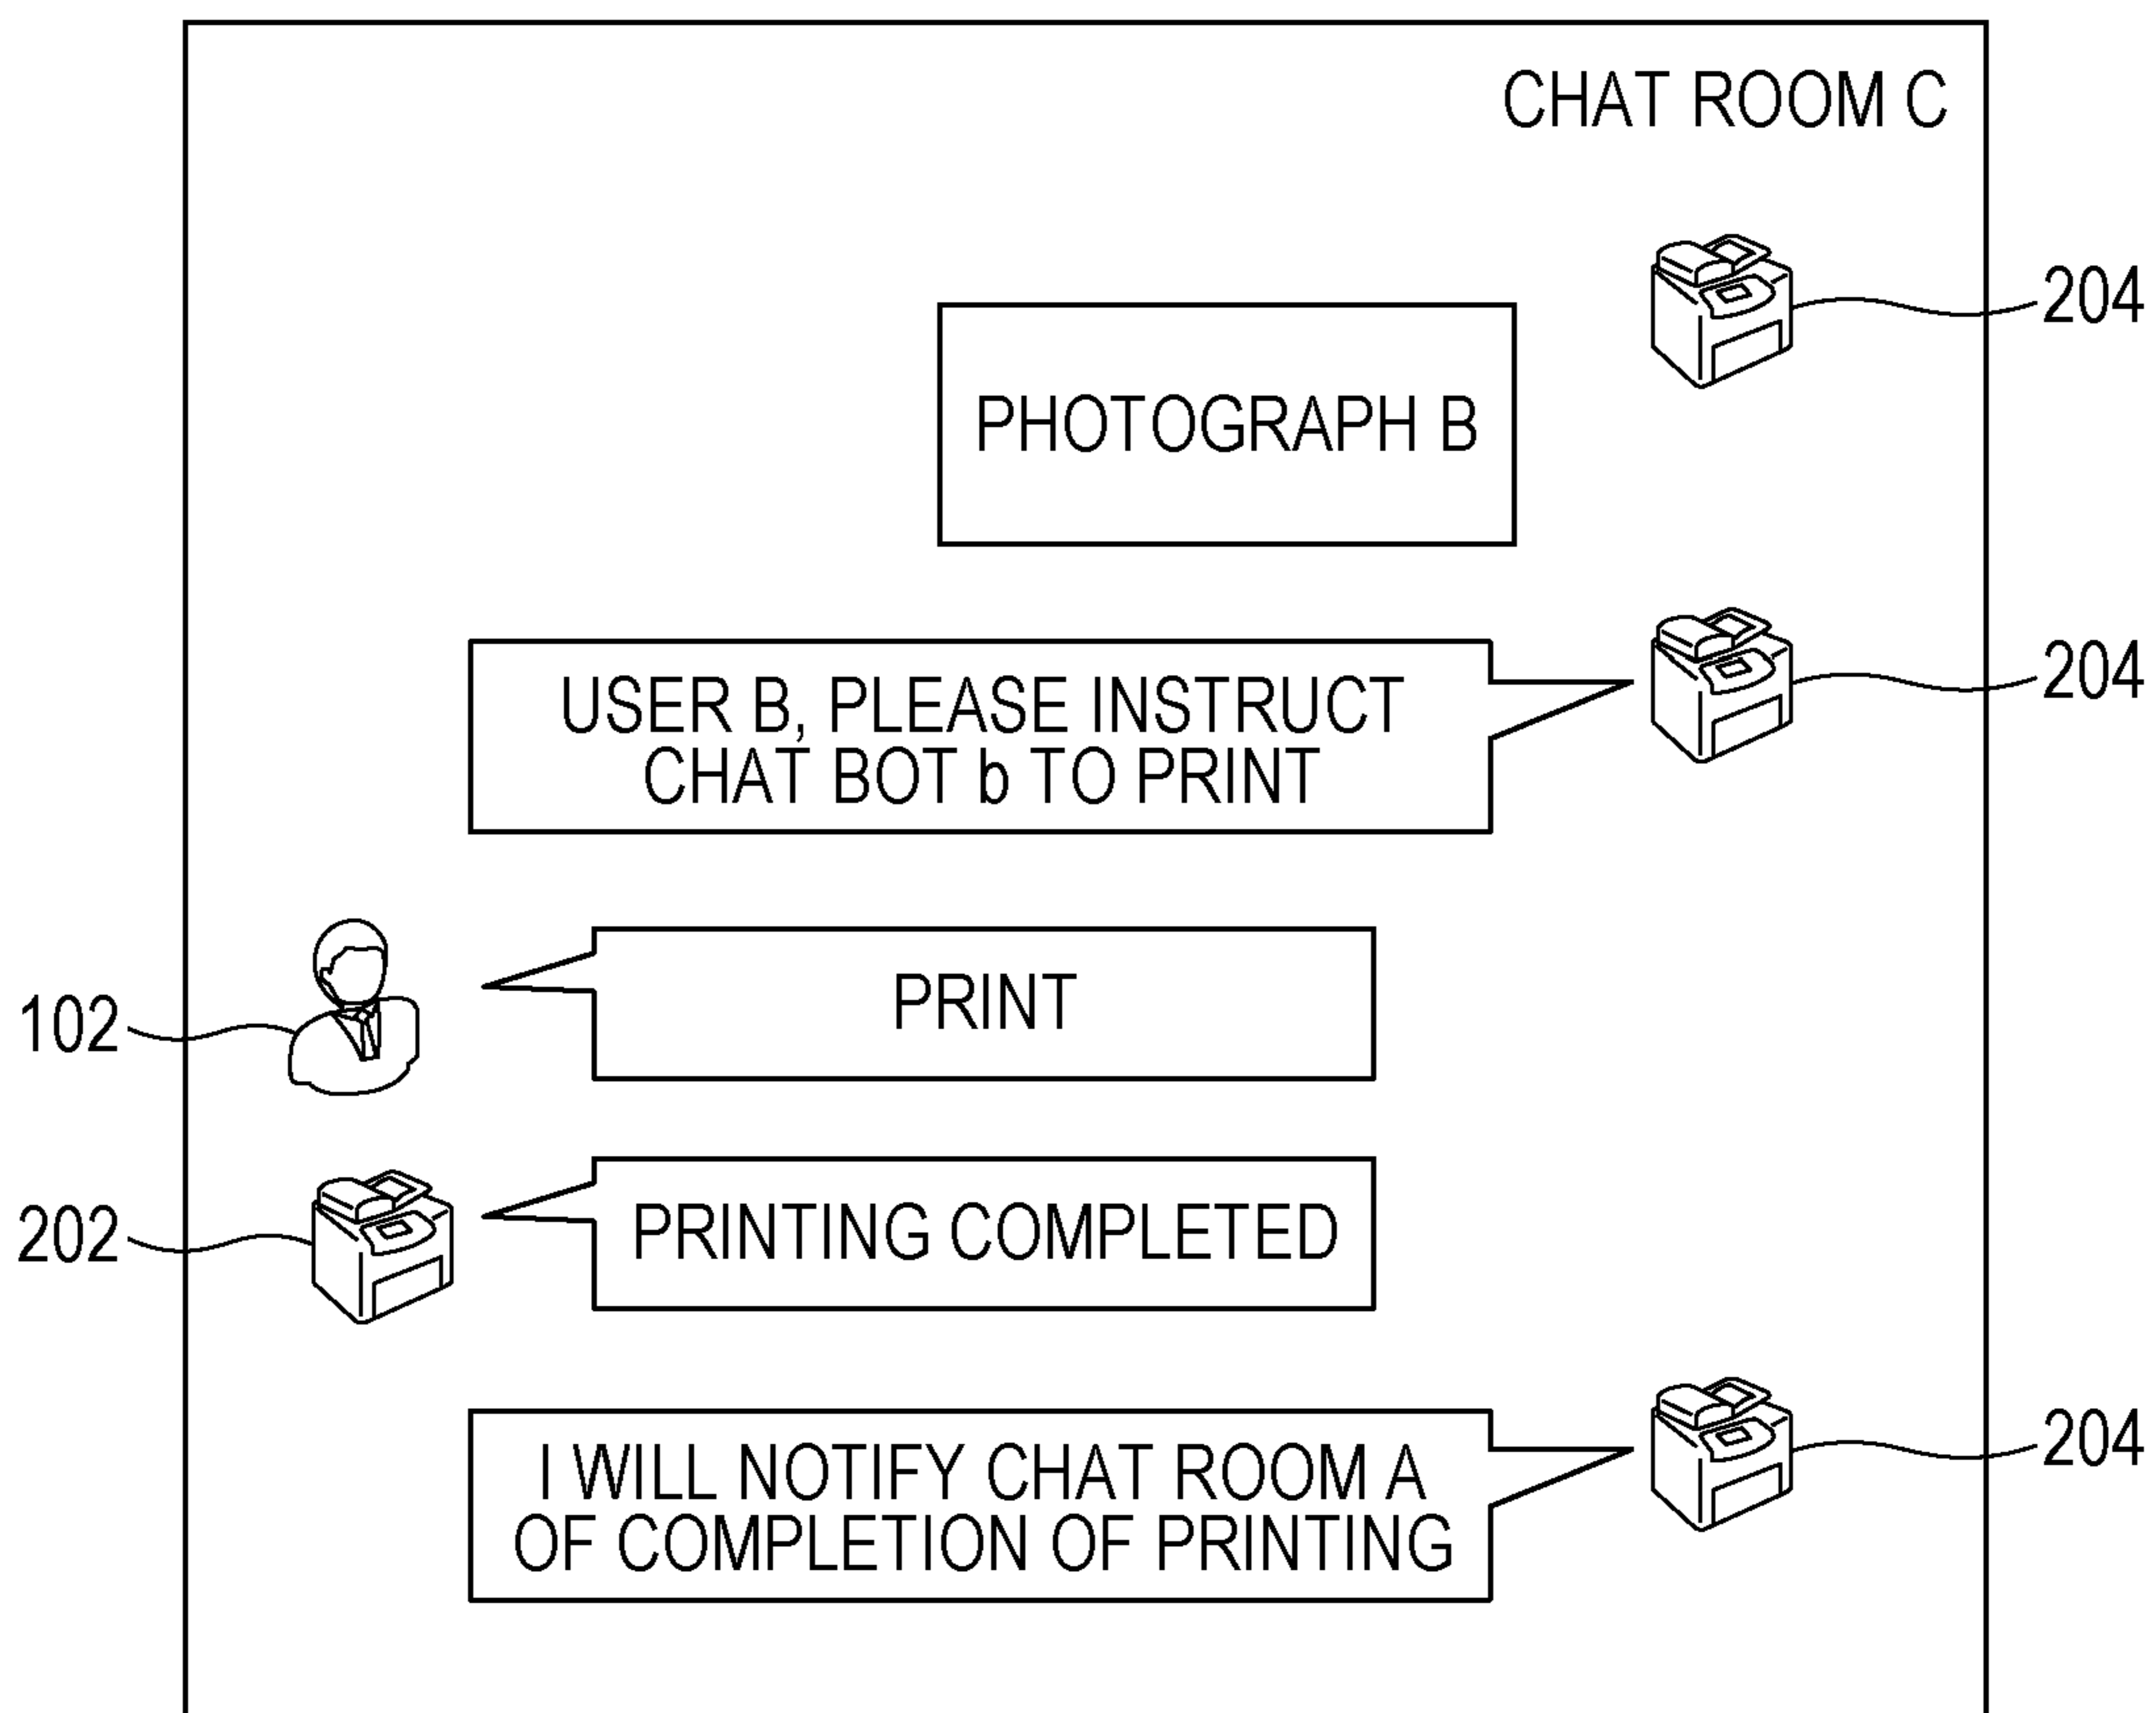 CHAT ROOM C
204
PHOTOGRAPH B
204
USER B, PLEASE INSTRUCT
CHAT BOT b TO PRINT
102
PRINT
202
PRINTING COMPLETED
204
I WILL NOTIFY CHAT ROOM A
OF COMPLETION OF PRINTING